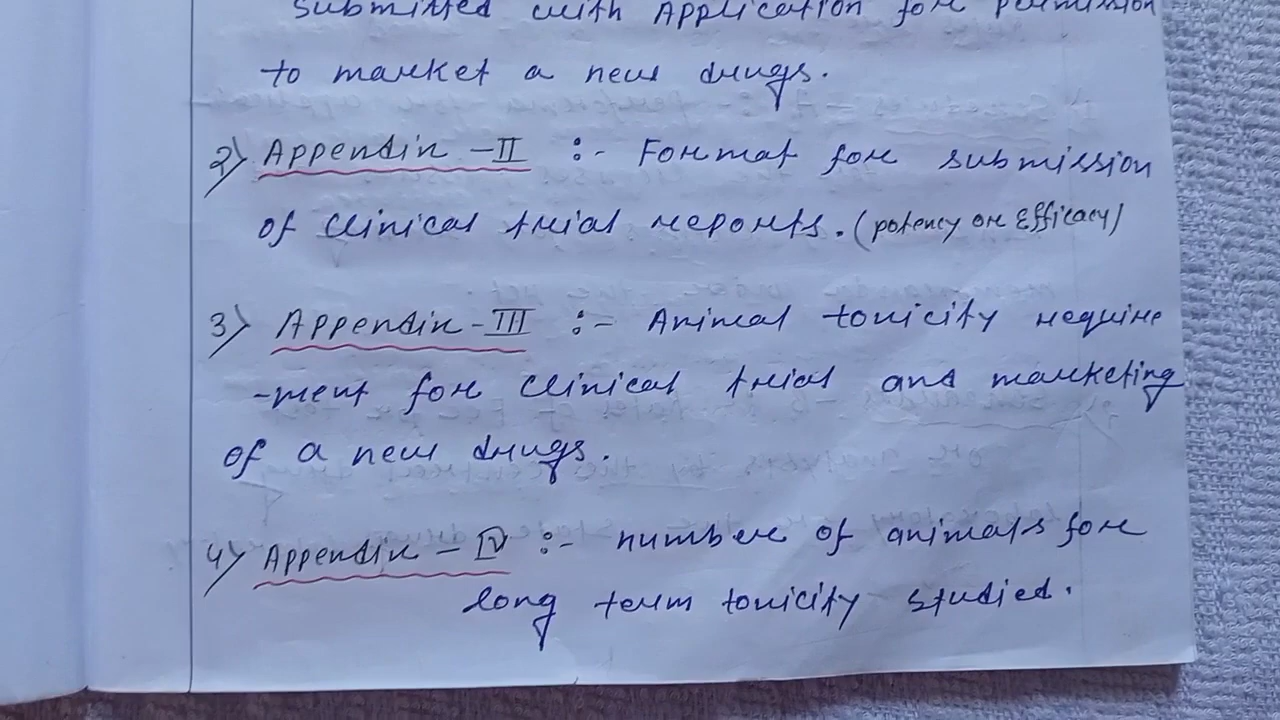 submitted with Application for permission
to market a new drugs.
2) Appendix - II :- Format for submission
of clinical trial reports. (potency or Efficacy)
3) Appendix - III :- Animal toxicity require
-ment for clinical trial and marketing
of a new drugs.
4) Appendix - IV :- number of animals for
long term toxicity studied.